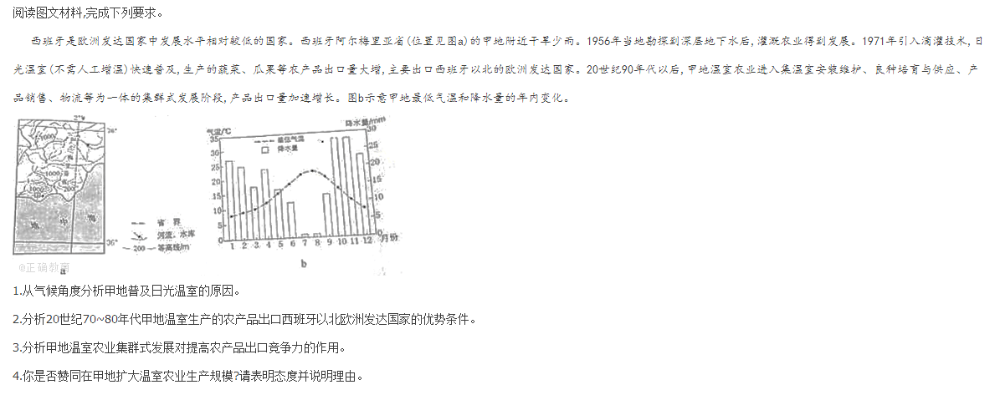 阅读图文材料,完成下列要求。
西班牙是欧洲发达国家中发展水平相对较低的国家。西班牙阿尔梅里亚省(位置见图a)的甲地附近干旱少雨。1956年当地勘探到深层地下水后,灌溉农业得到发展。1971年引入滴灌技术,日
光温室(不需人工增温)快速普及,生产的蔬菜、瓜果等农产品出口量大增,主要出口西班牙以北的欧洲发达国家。20世纪90年代以后,甲地温室农业进入集温室安装维护、良种培育与供应、产
品销售、物流等为一体的集群式发展阶段,产品出口量加速增长。图b示意甲地最低气温和降水量的年内变化。
2°W
1000
1000
200
1000
甲
地 中 海
36°
省 界
河流、水库
200 等高线/m
@正确教育
a
气温/℃
降水量/mm
最低气温
降水量
35
30
25
20
15
10
5
0
30
25
20
15
10
5
0
1 2 3 4 5 6 7 8 9 10 11 12 月份
b
1.从气候角度分析甲地普及日光温室的原因。
2.分析20世纪70~80年代甲地温室生产的农产品出口西班牙以北欧洲发达国家的优势条件。
3.分析甲地温室农业集群式发展对提高农产品出口竞争力的作用。
4.你是否赞同在甲地扩大温室农业生产规模?请表明态度并说明理由。